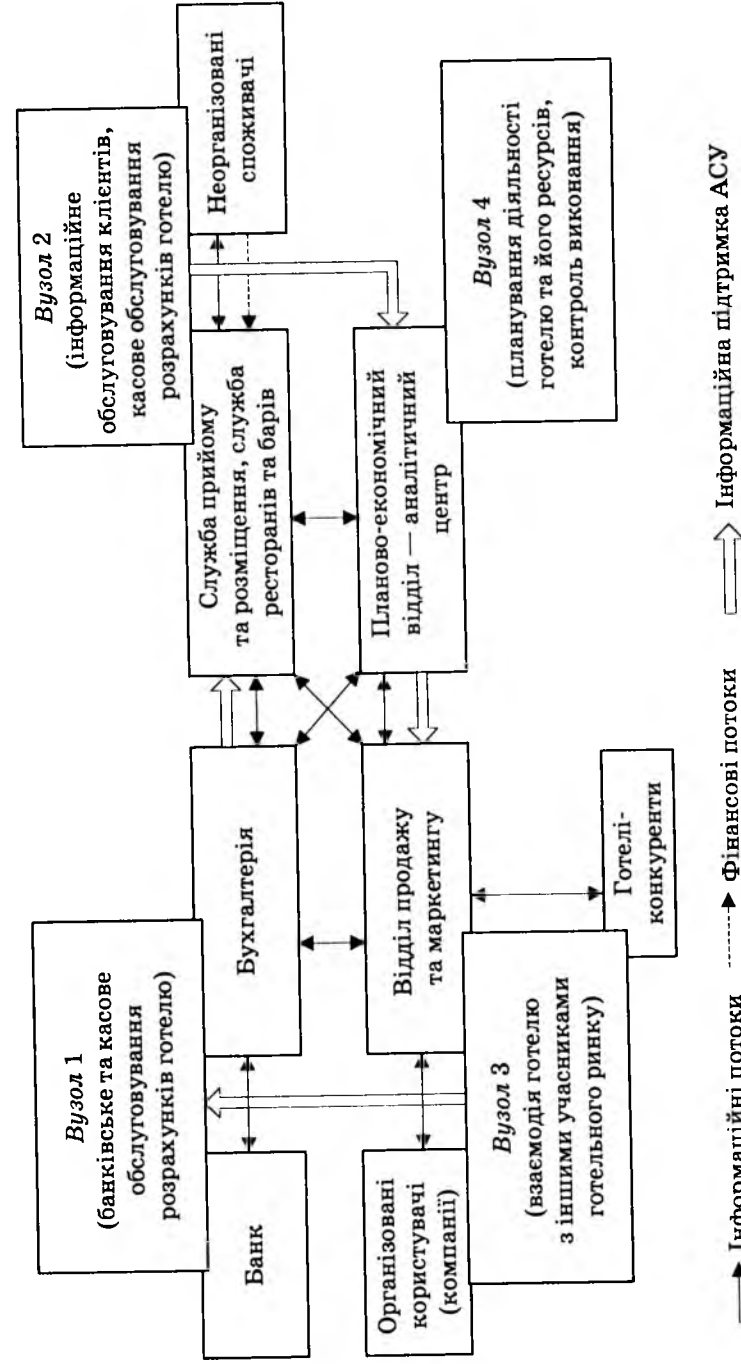 Вузол 1
(банківське та касове
обслуговування
розрахунків готелю)
Вузол 2
(інформаційне
обслуговування клієнтів,
касове обслуговування
розрахунків готелю)
Банк
Бухгалтерія
Служба прийому
та розміщення, служба
ресторанів та барів
Неорганізовані
споживачі
Організовані
користувачі
(компанії)
Відділ продажу
та маркетингу
Планово-економічний
відділ — аналітичний
центр
Вузол 3
(взаємодія готелю
з іншими учасниками
готельного ринку)
Готелі-
конкуренти
Вузол 4
(планування діяльності
готелю та його ресурсів,
контроль виконання)
Інформаційні потоки
Фінансові потоки
Інформаційна підтримка АСУ